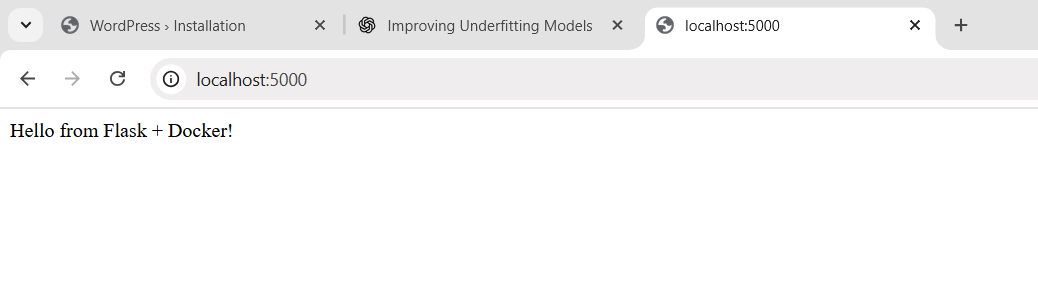 WordPress › Installation
Improving Underfitting Models
localhost:5000
localhost:5000
Hello from Flask + Docker!